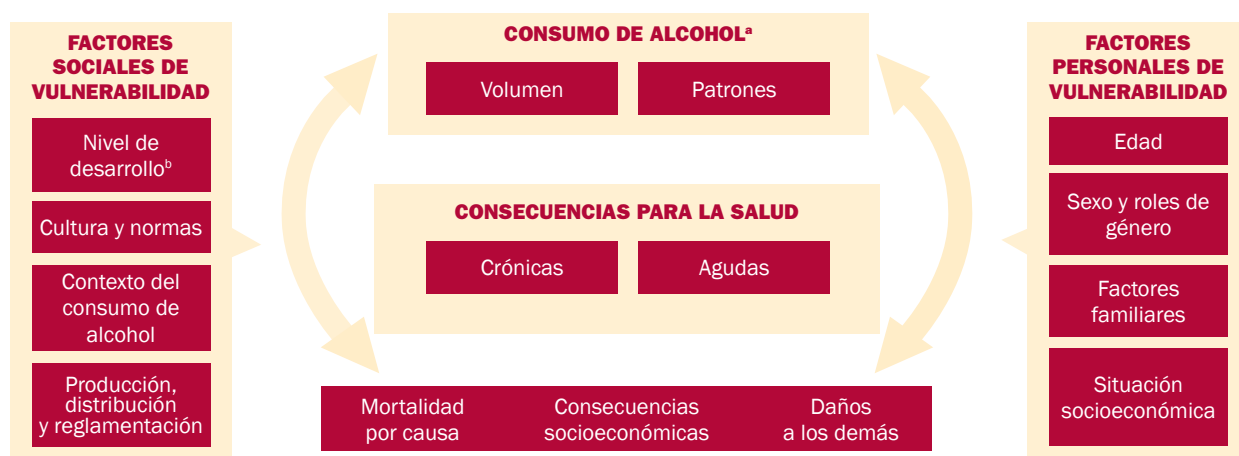 FACTORES
SOCIALES DE
VULNERABILIDAD
Nivel de
desarrolloᵇ
Cultura y normas
Contexto del
consumo de
alcohol
Producción,
distribución
y reglamentación
CONSUMO DE ALCOHOLᵃ
Volumen
Patrones
CONSECUENCIAS PARA LA SALUD
Crónicas
Agudas
Mortalidad
por causa
Consecuencias
socioeconómicas
Daños
a los demás
FACTORES
PERSONALES DE
VULNERABILIDAD
Edad
Sexo y roles de
género
Factores
familiares
Situación
socioeconómica